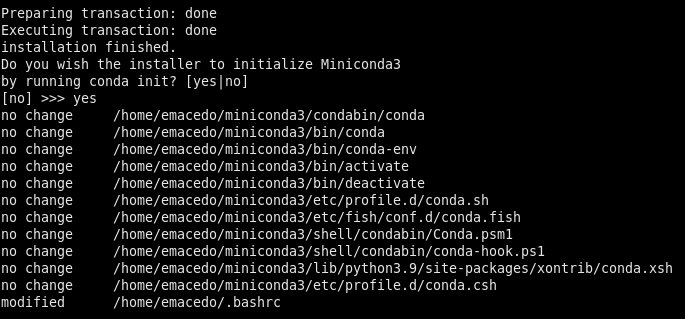 Preparing transaction: done
Executing transaction: done
installation finished.
Do you wish the installer to initialize Miniconda3
by running conda init? [yes|no]
[no] >>> yes
no change     /home/emacedo/miniconda3/condabin/conda
no change     /home/emacedo/miniconda3/bin/conda
no change     /home/emacedo/miniconda3/bin/conda-env
no change     /home/emacedo/miniconda3/bin/activate
no change     /home/emacedo/miniconda3/bin/deactivate
no change     /home/emacedo/miniconda3/etc/profile.d/conda.sh
no change     /home/emacedo/miniconda3/etc/fish/conf.d/conda.fish
no change     /home/emacedo/miniconda3/shell/condabin/Conda.psm1
no change     /home/emacedo/miniconda3/shell/condabin/conda-hook.ps1
no change     /home/emacedo/miniconda3/lib/python3.9/site-packages/xontrib/conda.xsh
no change     /home/emacedo/miniconda3/etc/profile.d/conda.csh
modified      /home/emacedo/.bashrc